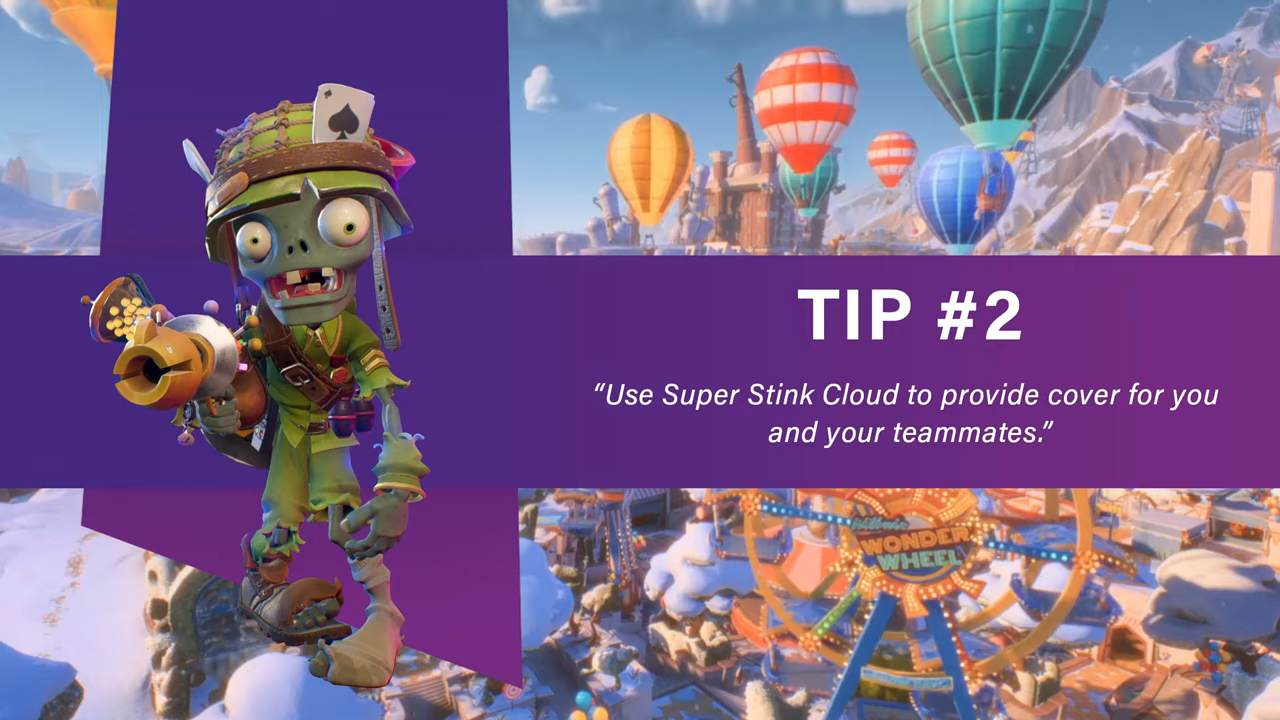 TIP #2
“Use Super Stink Cloud to provide cover for you
and your teammates.”
WONDER
WHEEL